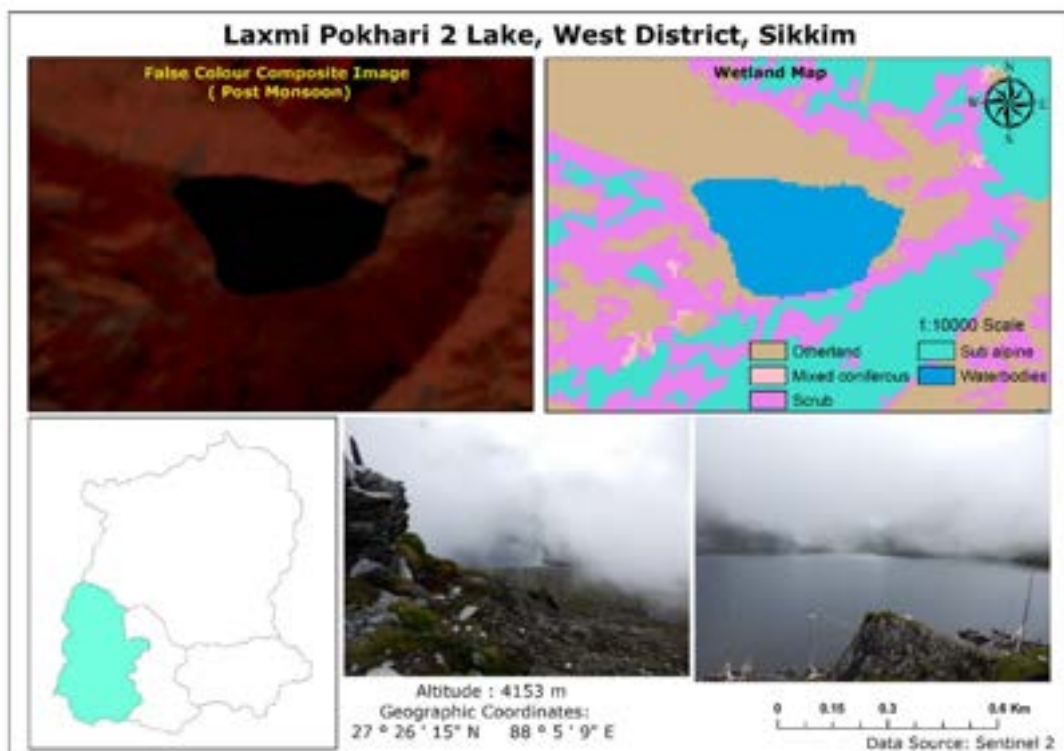 Laxmi Pokhari 2 Lake, West District, Sikkim
False Colour Composite Image
( Post Monsoon)
Wetland Map
N
W E
S
1:10000 Scale
Otherland
Sub alpine
Mixed coniferous
Waterbodies
Scrub
Altitude : 4153 m
Geographic Coordinates:
27 ° 26 ' 15" N 88 ° 5 ' 9" E
0 0.15 0.3 0.6 Km
Data Source: Sentinel 2